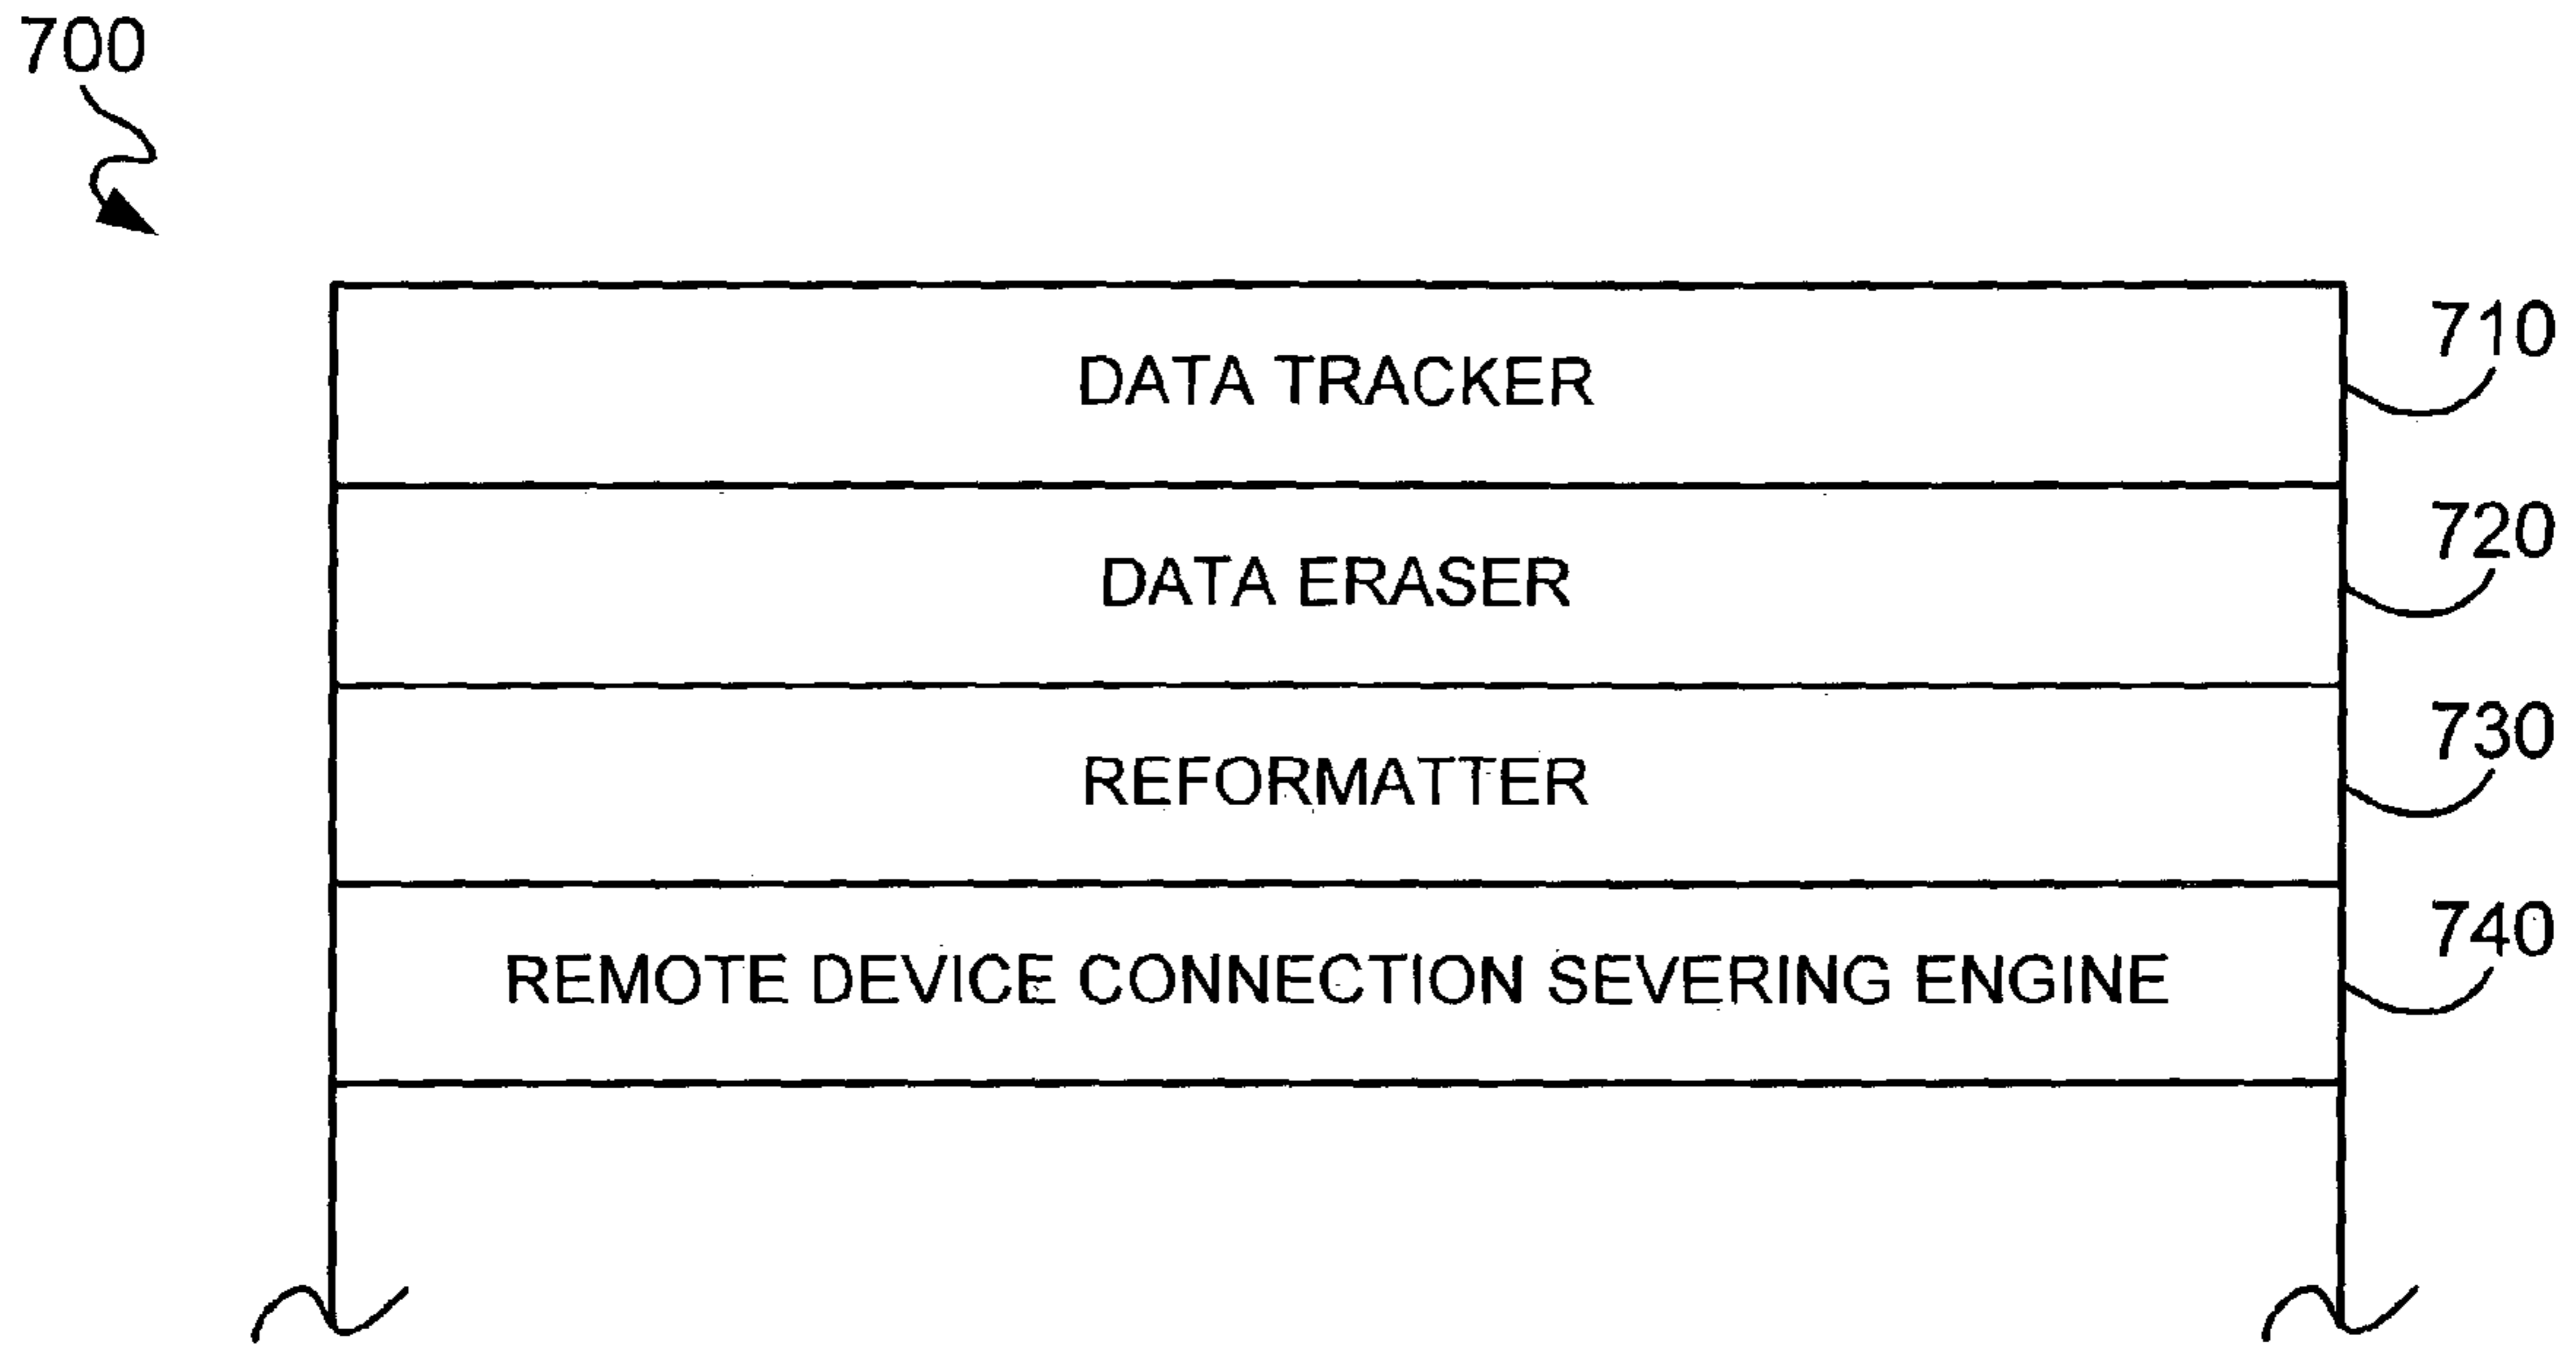 700
DATA TRACKER
710
DATA ERASER
720
REFORMATTER
730
REMOTE DEVICE CONNECTION SEVERING ENGINE
740